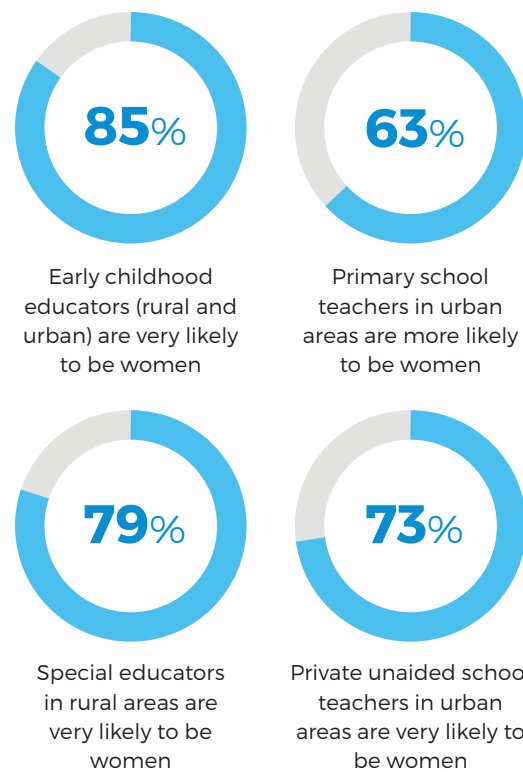 85%
Early childhood
educators (rural and
urban) are very likely
to be women
63%
Primary school
teachers in urban
areas are more likely
to be women
79%
Special educators
in rural areas are
very likely to be
women
73%
Private unaided school
teachers in urban
areas are very likely to
be women